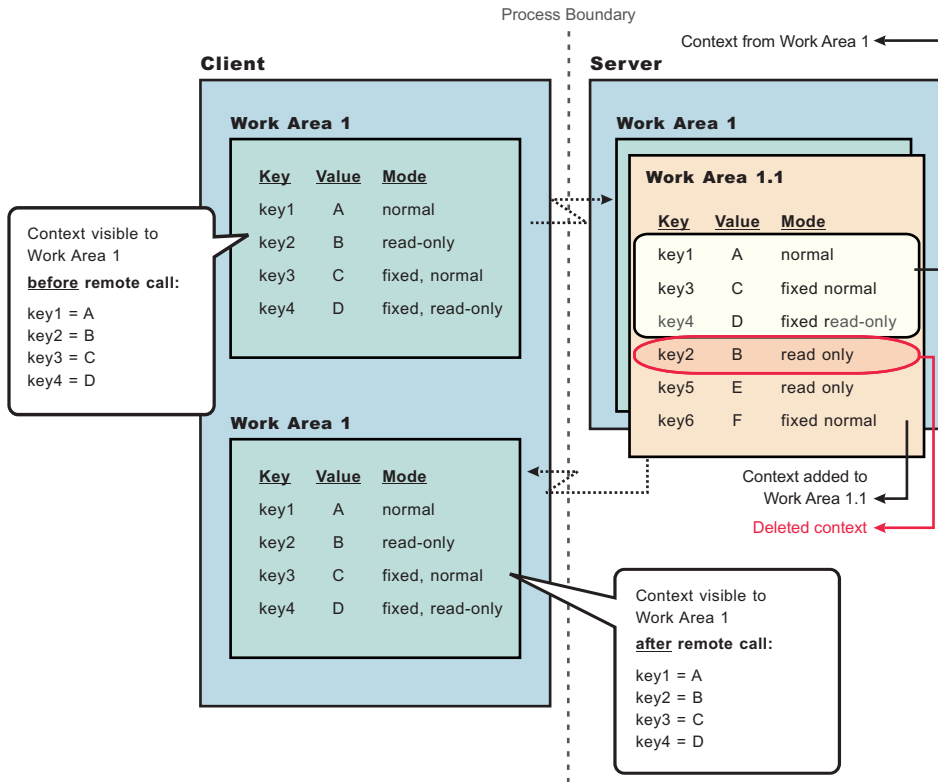 Process Boundary
Context from Work Area 1
Client
Server
Work Area 1
Key Value Mode
key1 A normal
key2 B read-only
key3 C fixed, normal
key4 D fixed, read-only
Context visible to
Work Area 1
before remote call:
key1 = A
key2 = B
key3 = C
key4 = D
Work Area 1
Work Area 1.1
Key Value Mode
key1 A normal
key3 C fixed normal
key4 D fixed read-only
key2 B read only
key5 E read only
key6 F fixed normal
Context added to
Work Area 1.1
Deleted context
Work Area 1
Key Value Mode
key1 A normal
key2 B read-only
key3 C fixed, normal
key4 D fixed, read-only
Context visible to
Work Area 1
after remote call:
key1 = A
key2 = B
key3 = C
key4 = D